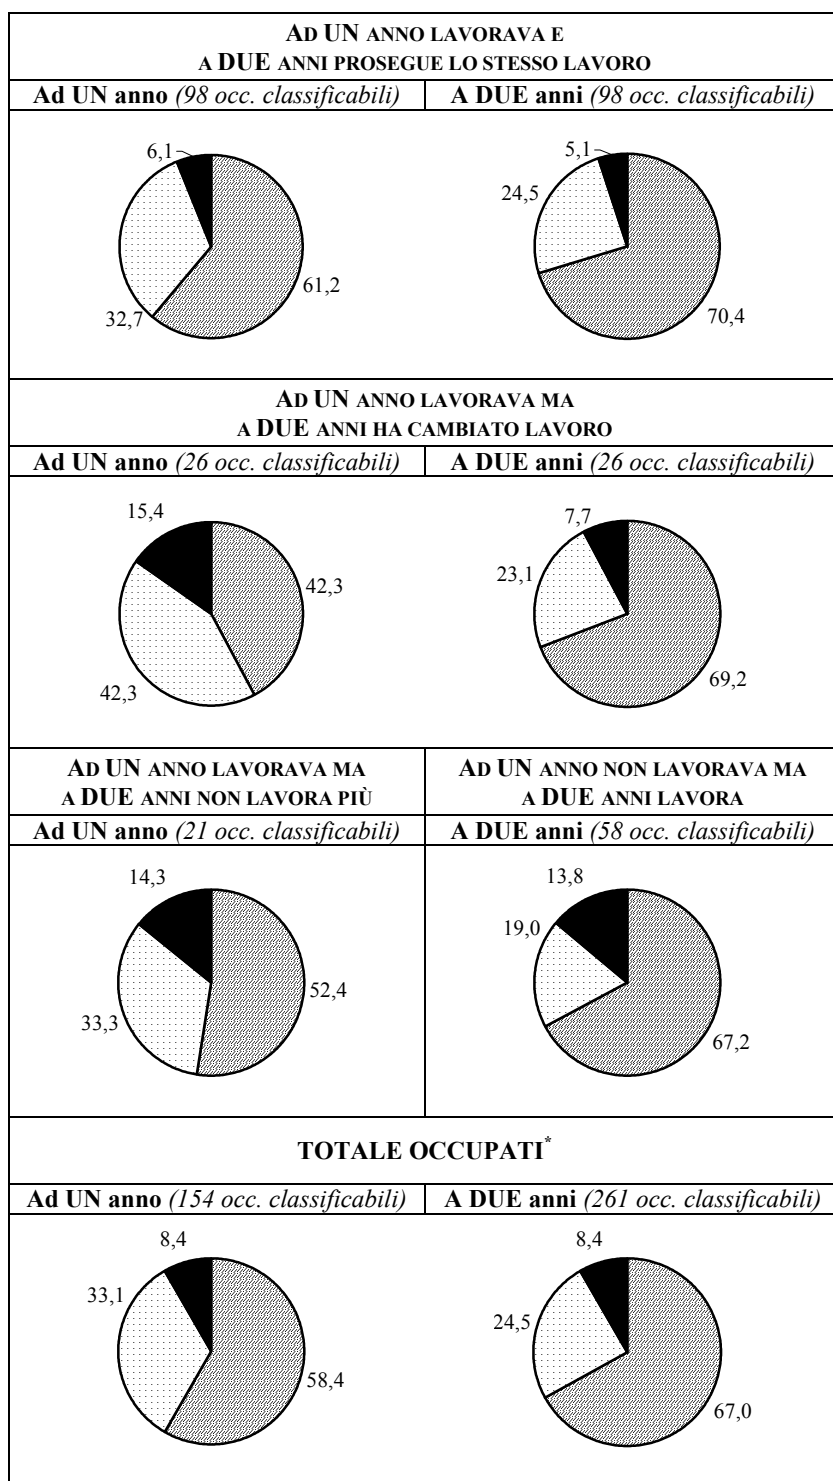 AD UN ANNO LAVORAVA E
A DUE ANNI PROSEGUE LO STESSO LAVORO
Ad UN anno (98 occ. classificabili)
A DUE anni (98 occ. classificabili)
6,1
32,7
61,2
5,1
24,5
70,4
AD UN ANNO LAVORAVA MA
A DUE ANNI HA CAMBIATO LAVORO
Ad UN anno (26 occ. classificabili)
A DUE anni (26 occ. classificabili)
15,4
42,3
42,3
7,7
23,1
69,2
AD UN ANNO LAVORAVA MA
A DUE ANNI NON LAVORA PIÙ
AD UN ANNO NON LAVORAVA MA
A DUE ANNI LAVORA
Ad UN anno (21 occ. classificabili)
A DUE anni (58 occ. classificabili)
14,3
33,3
52,4
13,8
19,0
67,2
TOTALE OCCUPATI*
Ad UN anno (154 occ. classificabili)
A DUE anni (261 occ. classificabili)
8,4
33,1
58,4
8,4
24,5
67,0